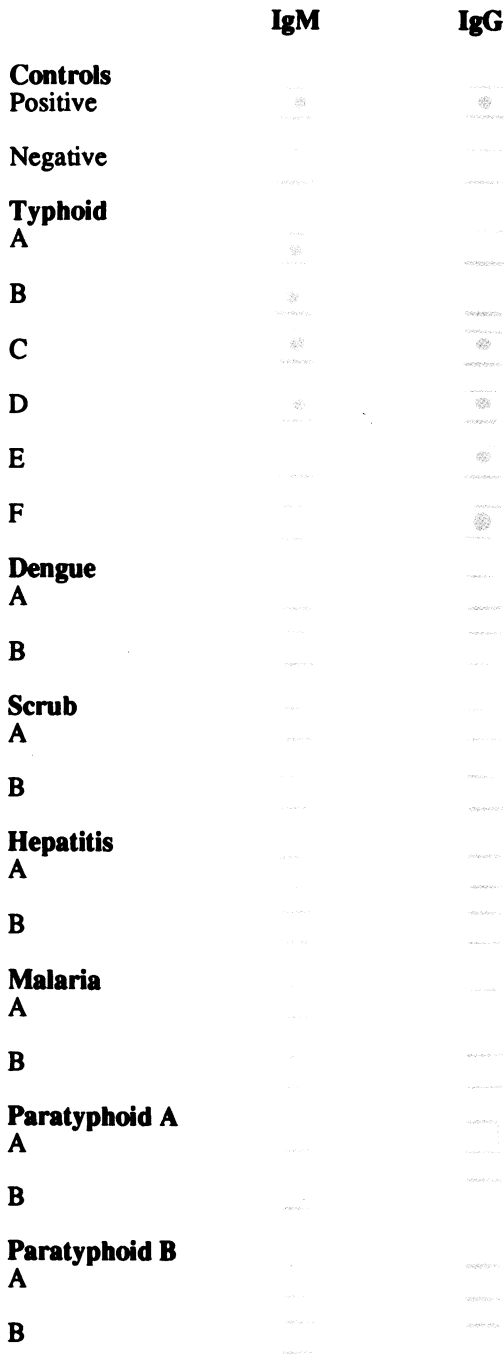 IgM IgG
Controls
Positive
Negative
Typhoid
A
B
C
D
E
F
Dengue
A
B
Scrub
A
B
Hepatitis
A
B
Malaria
A
B
Paratyphoid A
A
B
Paratyphoid B
A
B